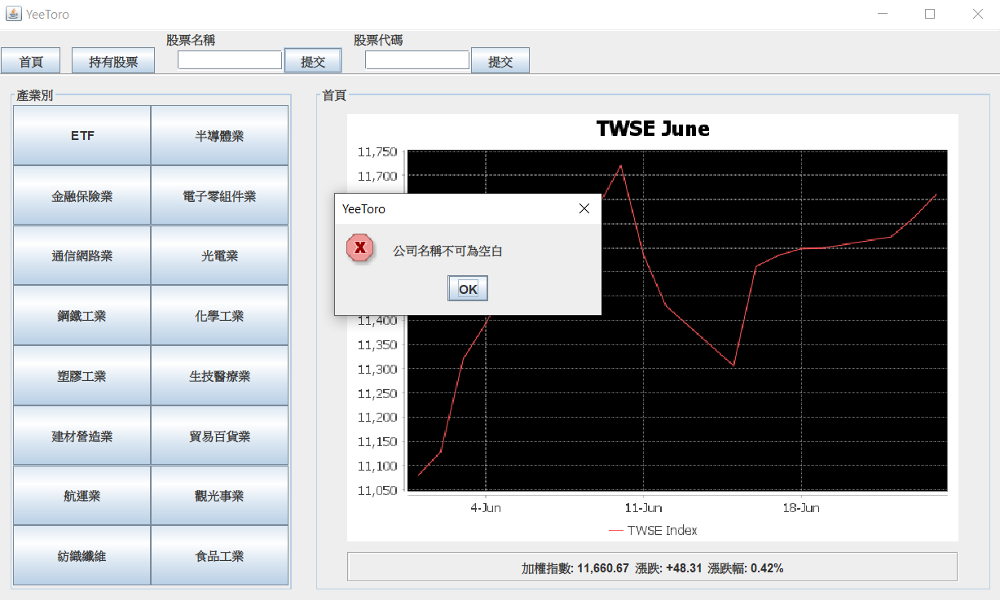 YeeToro
股票名稱 股票代碼
首頁 持有股票 提交 提交
產業別
ETF 半導體業
金融保險業 電子零組件業
通信網路業 光電業
鋼鐵工業 化學工業
塑膠工業 生技醫療業
建材營造業 貿易百貨業
航運業 觀光事業
紡織纖維 食品工業
首頁
TWSE June
11,750
11,700
YeeToro
公司名稱不可為空白
OK
11,400
11,350
11,300
11,250
11,200
11,150
11,100
11,050
4-Jun 11-Jun 18-Jun
TWSE Index
加權指數: 11,660.67 漲跌: +48.31 漲跌幅: 0.42%